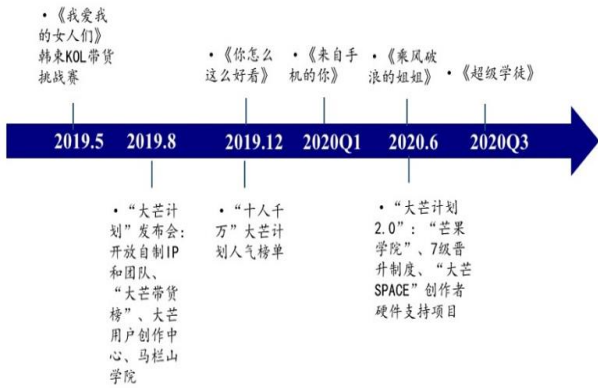 ·《我爱我
的女人们》
韩束KOL带货
挑战赛
·《你怎么
这么好看》
·《来自手
机的你》
·《乘风破
浪的姐姐》
·《超级学徒》
2019.5
2019.8
2019.12
2020Q1
2020.6
2020Q3
·“大芒计
划”发布会：
开放自制IP
和团队、
“大芒带货
榜”、大芒
用户创作中
心、马栏山
学院
·“十人千
万”大芒计
划人气榜单
·“大芒计划
2.0”：“芒果
学院”、7级晋
升制度、“大芒
SPACE”创作者
硬件支持项目